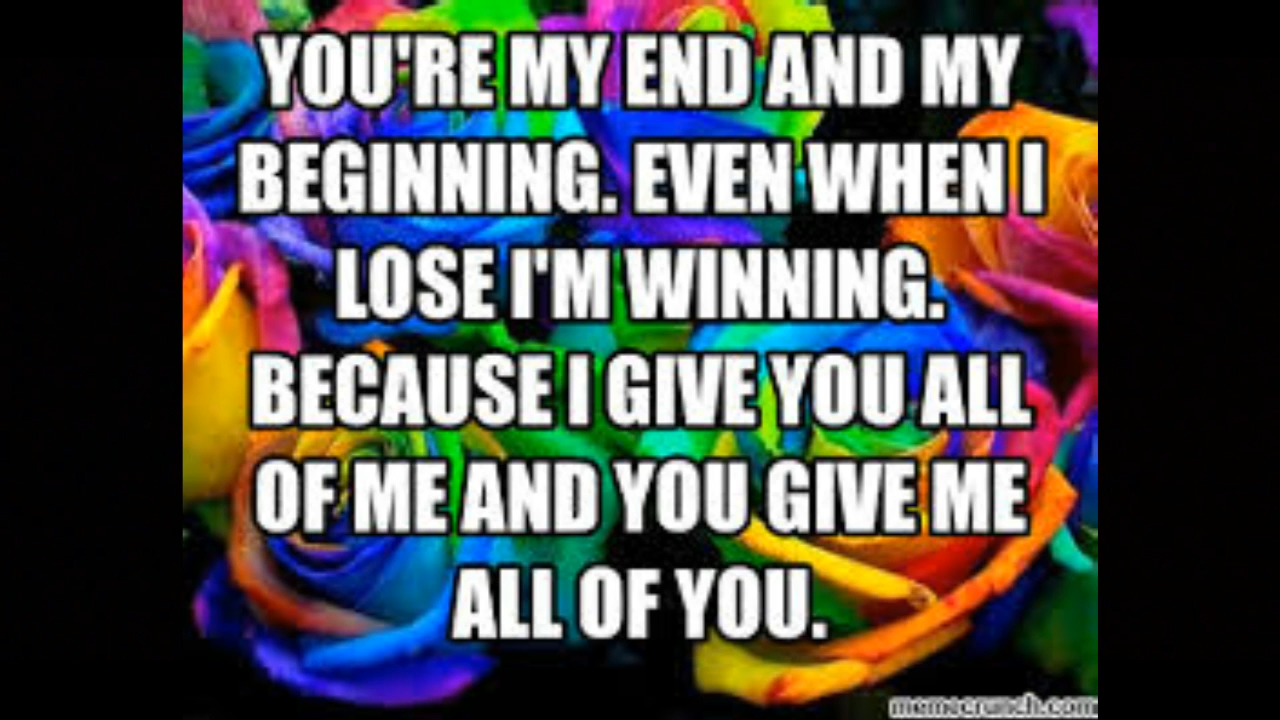 YOU'RE MY END AND MY
BEGINNING. EVEN WHEN I
LOSE I'M WINNING.
BECAUSE I GIVE YOU ALL
OF ME AND YOU GIVE ME
ALL OF YOU.
memecrunch.com